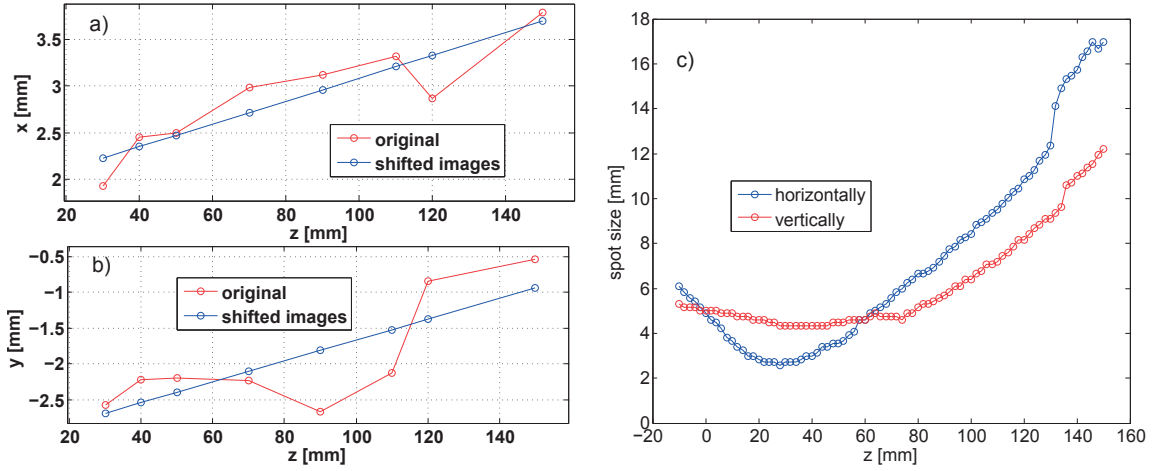 a)
3.5
3
2.5
2
x [mm]
original
shifted images
20 40 60 80 100 120 140
z [mm]
b)
−0.5
−1
−1.5
−2
−2.5
y [mm]
original
shifted images
20 40 60 80 100 120 140 160
z [mm]
c)
18
16
14
12
10
8
6
4
2
0
spot size [mm]
horizontally
vertically
−20 0 20 40 60 80 100 120 140 160
z [mm]